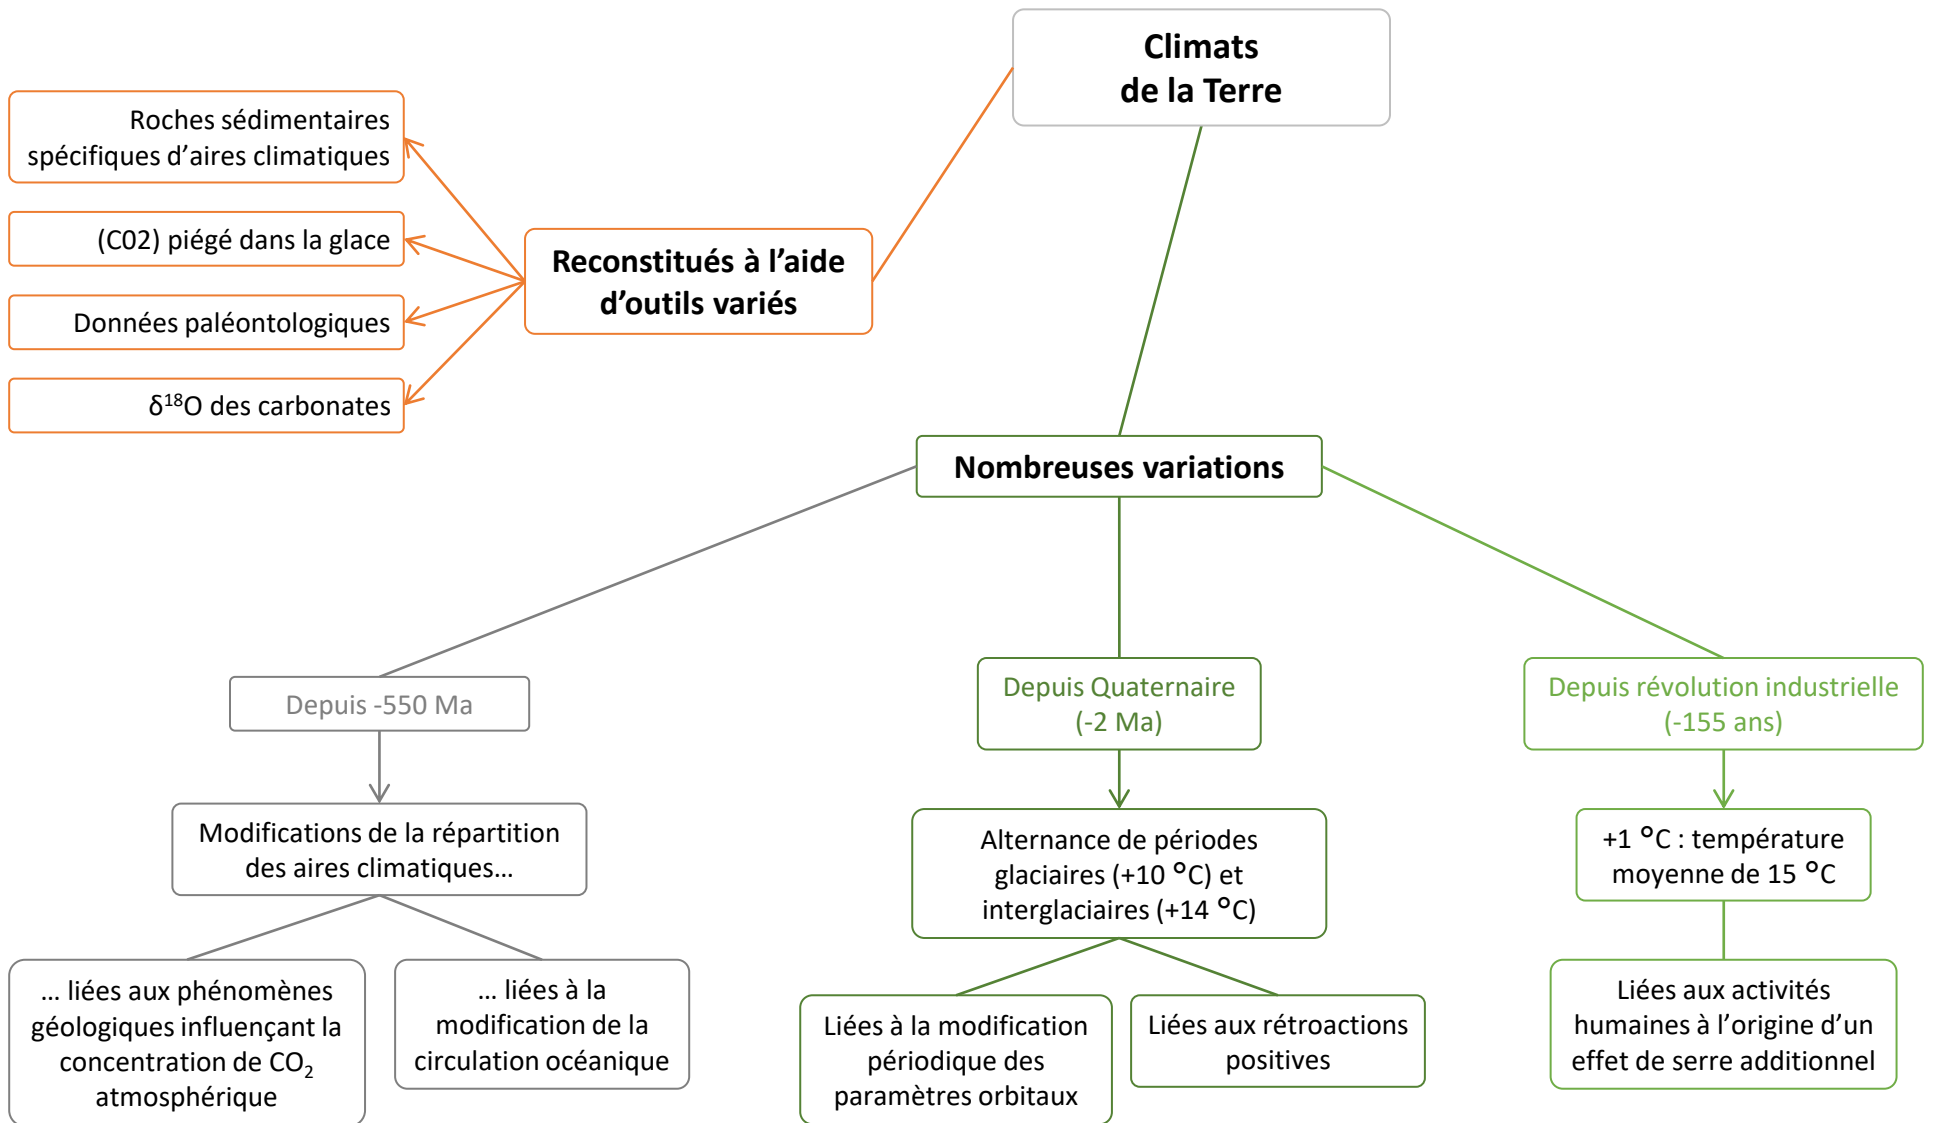 Climats
de la Terre
Roches sédimentaires
spécifiques d’aires climatiques
(C02) piégé dans la glace
Données paléontologiques
δ¹⁸O des carbonates
Reconstitués à l’aide
d’outils variés
Nombreuses variations
Depuis -550 Ma
Modifications de la répartition
des aires climatiques…
… liées aux phénomènes
géologiques influençant la
concentration de CO₂
atmosphérique
… liées à la
modification de la
circulation océanique
Depuis Quaternaire
(-2 Ma)
Alternance de périodes
glaciaires (+10 °C) et
interglaciaires (+14 °C)
Liées à la modification
périodique des
paramètres orbitaux
Liées aux rétroactions
positives
Depuis révolution industrielle
(-155 ans)
+1 °C : température
moyenne de 15 °C
Liées aux activités
humaines à l’origine d’un
effet de serre additionnel